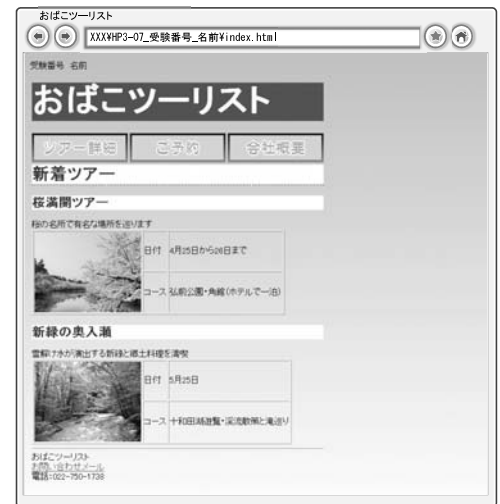 おばこツーリスト
XXX¥HP3-07_受験番号_名前¥index.html
受験番号 名前
おばこツーリスト
ツアー詳細 ご予約 会社概要
新着ツアー
桜満開ツアー
桜の名所で有名な場所を巡ります
日付 4月25日から26日まで
コース 弘前公園・角館(ホテルで一泊)
新緑の奥入瀬
雪解け水が演出する新緑と郷土料理を満喫
日付 5月25日
コース 十和田湖遊覧・渓流散策と滝巡り
おばこツーリスト
お問い合わせメール
電話:022-750-1738